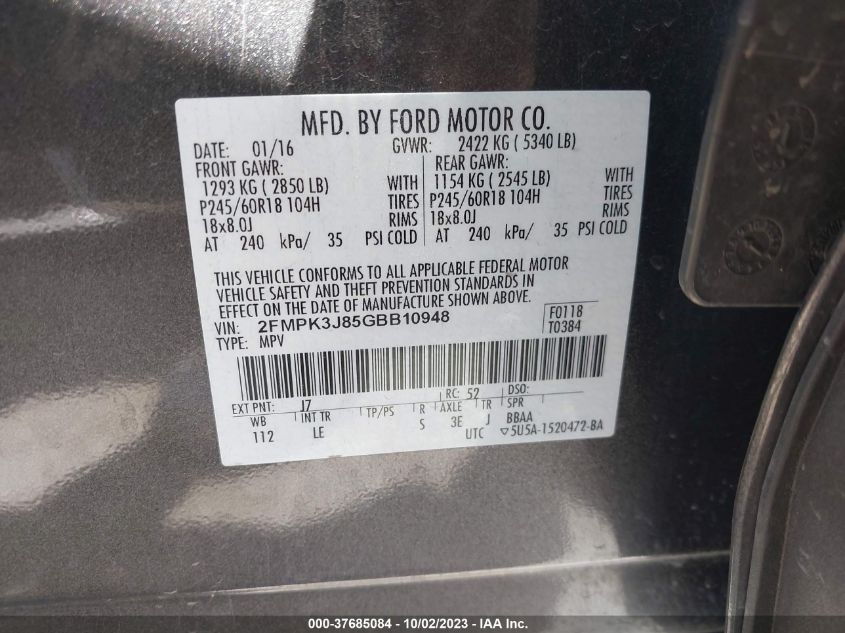 MFD. BY FORD MOTOR CO.
DATE: 01/16 GVWR: 2422 KG ( 5340 LB)
FRONT GAWR: REAR GAWR:
1293 KG ( 2850 LB) WITH 1154 KG ( 2545 LB) WITH
P245/60R18 104H TIRES P245/60R18 104H TIRES
18x8.0J RIMS 18x8.0J RIMS
AT 240 kPa/ 35 PSI COLD AT 240 kPa/ 35 PSI COLD
THIS VEHICLE CONFORMS TO ALL APPLICABLE FEDERAL MOTOR
VEHICLE SAFETY AND THEFT PREVENTION STANDARDS IN
EFFECT ON THE DATE OF MANUFACTURE SHOWN ABOVE.
VIN: 2FMPK3J85GBB10948 F0118
TYPE: MPV T0384
EXT PNT: J7 RC: 52 DSO:
WB INT TR TP/PS R AXLE TR SPR
112 LE S 3E J BBAA
UTC ▽5U5A-1520472-BA
000-37685084 - 10/02/2023 - IAA Inc.